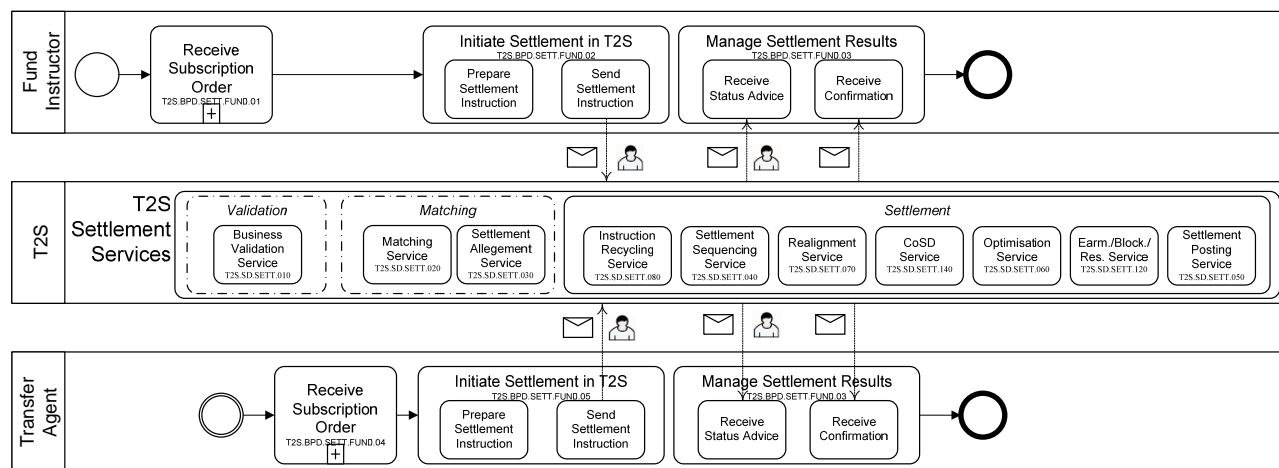 Fund
Instructor
Receive
Subscription
Order
T2S.BPD.SETT.FUND.01
+
Initiate Settlement in T2S
T2S.BPD.SETT.FUND.02
Prepare
Settlement
Instruction
Send
Settlement
Instruction
Manage Settlement Results
T2S.BPD.SETT.FUND.03
Receive
Status Advice
Receive
Confirmation
T2S
T2S
Settlement
Services
Validation
Business
Validation
Service
T2S.SD.SETT.010
Matching
Matching
Service
T2S.SD.SETT.020
Settlement
Allegement
Service
T2S.SD.SETT.030
Settlement
Instruction
Recycling
Service
T2S.SD.SETT.080
Settlement
Sequencing
Service
T2S.SD.SETT.040
Realignment
Service
T2S.SD.SETT.070
CoSD
Service
T2S.SD.SETT.140
Optimisation
Service
T2S.SD.SETT.060
Earm./Block./
Res. Service
T2S.SD.SETT.120
Settlement
Posting
Service
T2S.SD.SETT.050
Transfer
Agent
Receive
Subscription
Order
T2S.BPD.SETT.FUND.04
+
Initiate Settlement in T2S
T2S.BPD.SETT.FUND.05
Prepare
Settlement
Instruction
Send
Settlement
Instruction
Manage Settlement Results
T2S.BPD.SETT.FUND.03
Receive
Status Advice
Receive
Confirmation